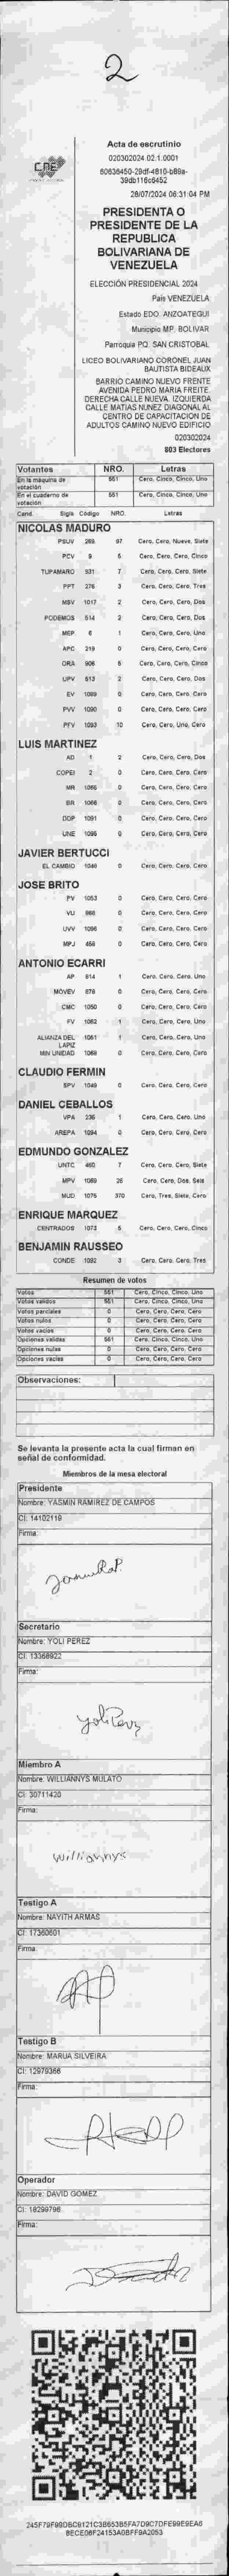 2
CNE
Acta de escrutinio
020302024.02.1.0001
28/07/2024 06:31:04 PM
PRESIDENTA O
PRESIDENTE DE LA
REPUBLICA
BOLIVARIANA DE
VENEZUELA
ELECCIÓN PRESIDENCIAL 2024
País VENEZUELA
Estado EDO. ANZOATEGUI
Municipio MP. BOLIVAR
Parroquia PQ. SAN CRISTOBAL
LICEO BOLIVARIANO CORONEL JUAN
BAUTISTA BIDEAUX
BARRIO CAMINO NUEVO FRENTE
AVENIDA PEDRO MARIA FREITE.
DERECHA CALLE NUEVA. IZQUIERDA
CALLE MATIAS NUÑEZ DIAGONAL AL
CENTRO DE CAPACITACION DE
ADULTOS CAMINO NUEVO EDIFICIO
020302024
803 Electores
Votantes NRO. Letras
En la maquina de votación 551 Cero, Cinco, Cinco, Uno
En el cuaderno de votación 551 Cero, Cinco, Cinco, Uno
Cand. Sigla Código NRO. Letras
NICOLAS MADURO
PSUV 265 97 Cero, Cero, Nueve, Siete
PCV 9 5 Cero, Cero, Cero, Cinco
TUPAMARO 931 7 Cero, Cero, Cero, Siete
PPT 276 3 Cero, Cero, Cero, Tres
MSV 1017 2 Cero, Cero, Cero, Dos
PODEMOS 514 2 Cero, Cero, Cero, Dos
MEP 6 1 Cero, Cero, Cero, Uno
APC 319 0 Cero, Cero, Cero, Cero
ORA 906 5 Cero, Cero, Cero, Cinco
UPV 613 2 Cero, Cero, Cero, Dos
EV 1089 0 Cero, Cero, Cero, Cero
PVV 1090 0 Cero, Cero, Cero, Cero
PFV 1093 10 Cero, Cero, Uno, Cero
LUIS MARTINEZ
AD 1 2 Cero, Cero, Cero, Dos
COPEI 2 0 Cero, Cero, Cero, Cero
MR 1066 0 Cero, Cero, Cero, Cero
BR 1068 0 Cero, Cero, Cero, Cero
DDP 1091 0 Cero, Cero, Cero, Cero
UNE 1095 0 Cero, Cero, Cero, Cero
JAVIER BERTUCCI
EL CAMBIO 1048 0 Cero, Cero, Cero, Cero
JOSE BRITO
PV 1053 0 Cero, Cero, Cero, Cero
VU 968 0 Cero, Cero, Cero, Cero
UVV 1096 0 Cero, Cero, Cero, Cero
MPJ 456 0 Cero, Cero, Cero, Cero
ANTONIO ECARRI
AP 914 1 Cero, Cero, Cero, Uno
MOVEV 878 0 Cero, Cero, Cero, Cero
CMC 1050 0 Cero, Cero, Cero, Cero
FV 1082 1 Cero, Cero, Cero, Uno
ALIANZA DEL LAPIZ 1051 1 Cero, Cero, Cero, Uno
MIN UNIDAD 1069 0 Cero, Cero, Cero, Cero
CLAUDIO FERMIN
SPV 1049 0 Cero, Cero, Cero, Cero
DANIEL CEBALLOS
VPA 236 1 Cero, Cero, Cero, Uno
AREPA 1094 0 Cero, Cero, Cero, Cero
EDMUNDO GONZALEZ
UNTC 460 7 Cero, Cero, Cero, Siete
MPV 1089 26 Cero, Cero, Dos, Seis
MUD 1076 370 Cero, Tres, Siete, Cero
ENRIQUE MARQUEZ
CENTRADOS 1073 5 Cero, Cero, Cero, Cinco
BENJAMIN RAUSSEO
CONDE 1092 3 Cero, Cero, Cero, Tres
Resumen de votos
Votos 551 Cero, Cinco, Cinco, Uno
Votos validos 551 Cero, Cinco, Cinco, Uno
Votos parciales 0 Cero, Cero, Cero, Cero
Votos nulos 0 Cero, Cero, Cero, Cero
Votos vacios 0 Cero, Cero, Cero, Cero
Opciones validas 551 Cero, Cinco, Cinco, Uno
Opciones nulas 0 Cero, Cero, Cero, Cero
Opciones vacias 0 Cero, Cero, Cero, Cero
Observaciones:
Se levanta la presente acta la cual firman en
señal de conformidad.
Miembros de la mesa electoral
Presidente
Nombre: YASMIN RAMIREZ DE CAMPOS
CI: 14102119
Firma:
Secretario
Nombre: YOLI PEREZ
CI: 13368922
Firma:
Yoli Perez
Miembro A
Nombre: WILLIANNYS MULATO
CI: 30711420
Firma:
Williannys
Testigo A
Nombre: NAYITH ARMAS
CI: 17360601
Firma:
Testigo B
Nombre: MARUA SILVEIRA
CI: 12979366
Firma:
Operador
Nombre: DAVID GOMEZ
CI: 18299796
Firma: